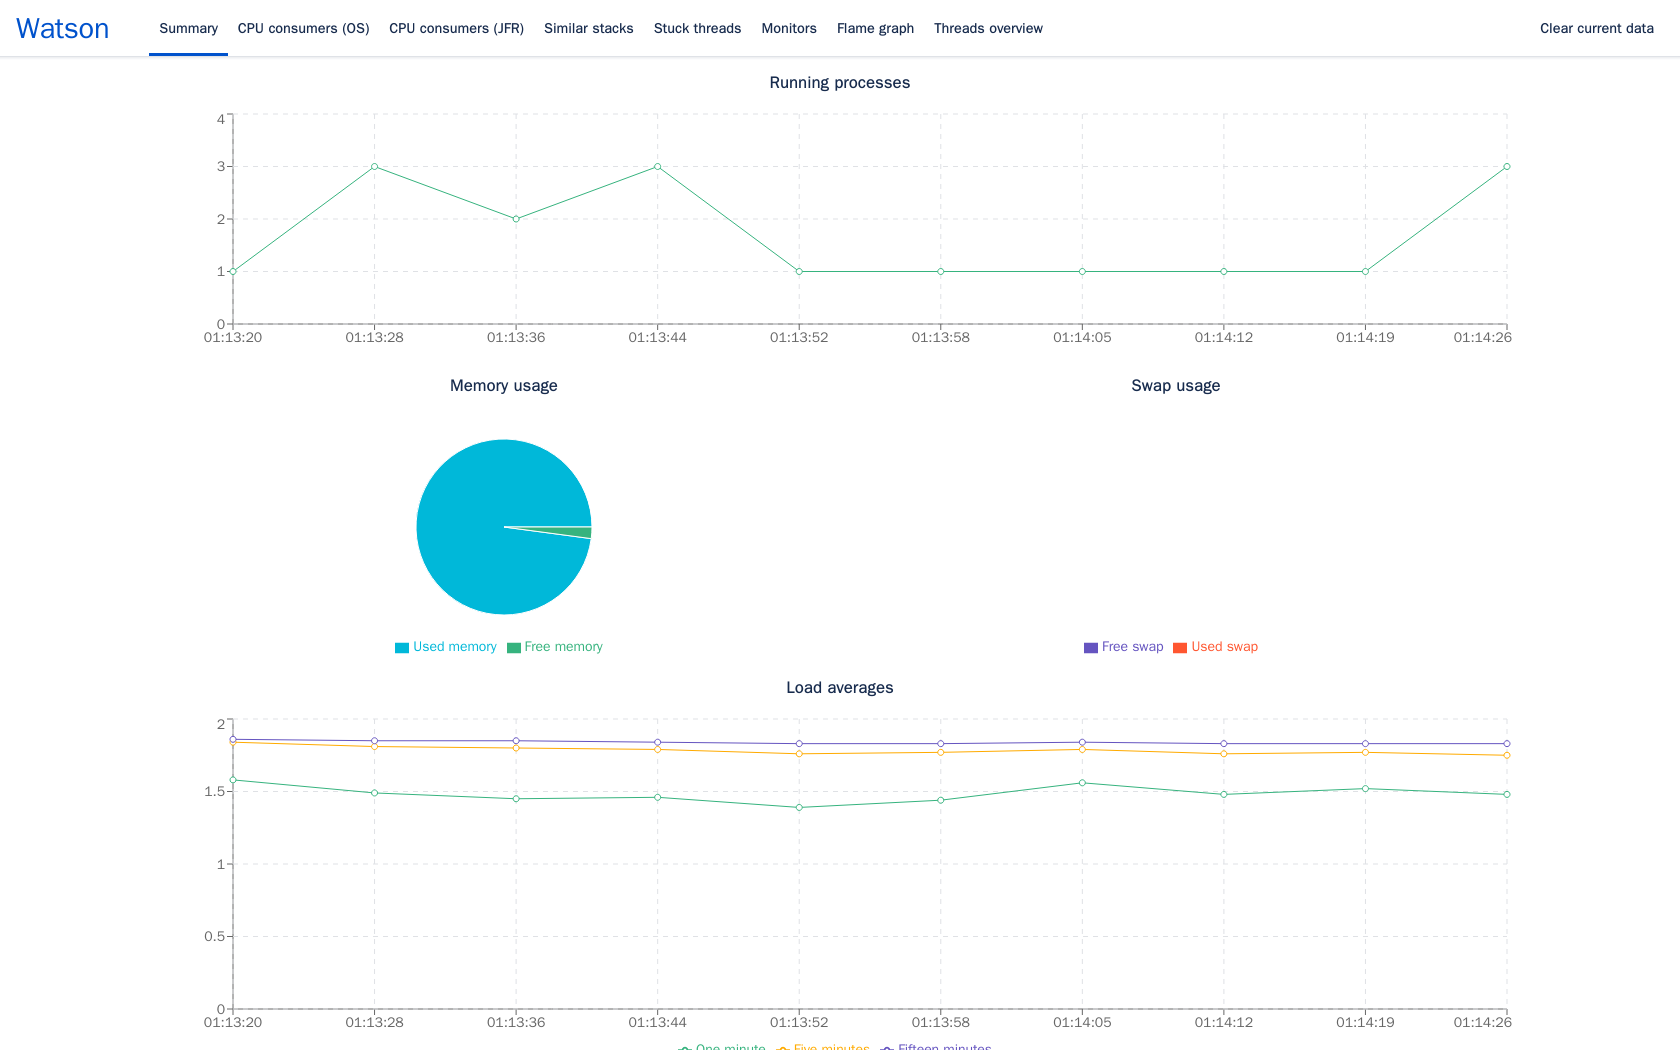 Watson Summary CPU consumers (OS) CPU consumers (JFR) Similar stacks Stuck threads Monitors Flame graph Threads overview Clear current data
Running processes
4
3
2
1
0
01:13:20 01:13:28 01:13:36 01:13:44 01:13:52 01:13:58 01:14:05 01:14:12 01:14:19 01:14:26
Memory usage Swap usage
Used memory Free memory Free swap Used swap
Load averages
2
1.5
1
0.5
0
01:13:20 01:13:28 01:13:36 01:13:44 01:13:52 01:13:58 01:14:05 01:14:12 01:14:19 01:14:26
One minute Five minutes Fifteen minutes